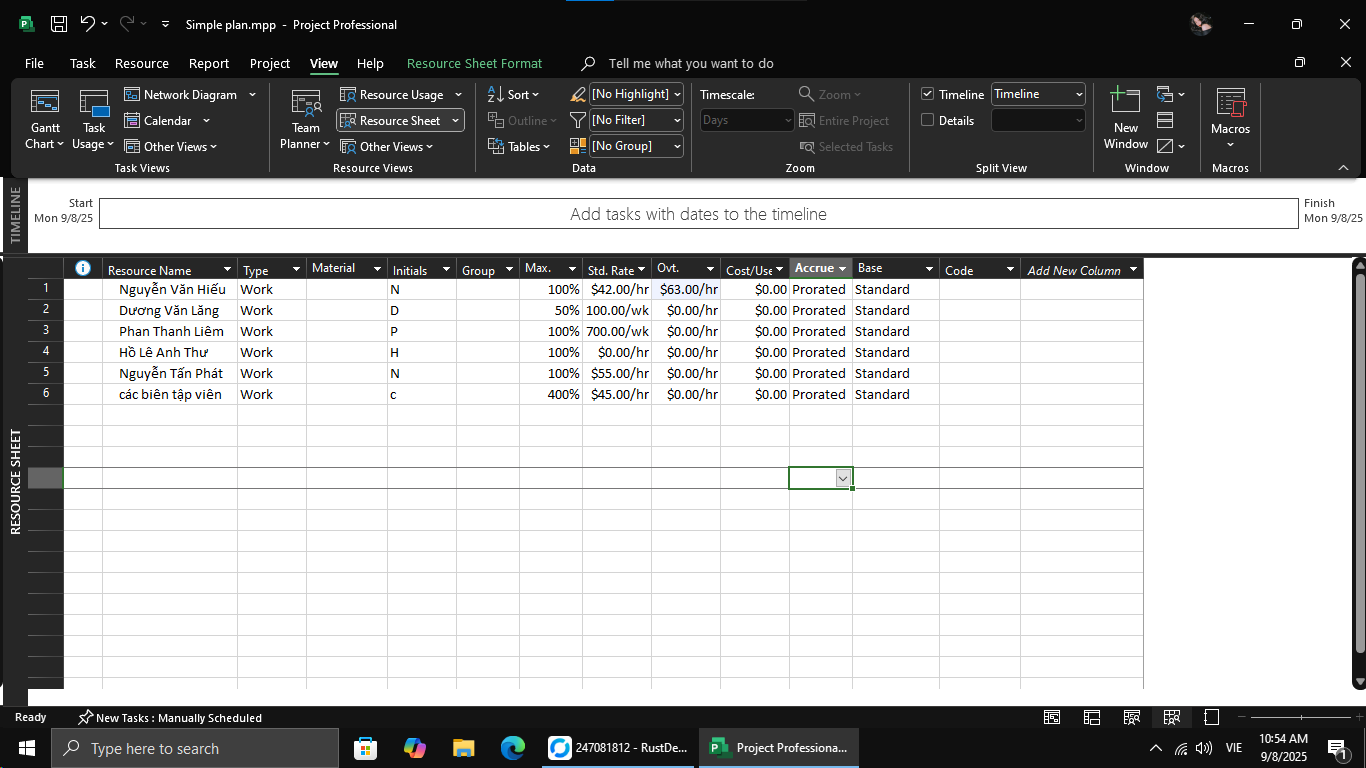 Simple plan.mpp - Project Professional
File Task Resource Report Project View Help Resource Sheet Format Tell me what you want to do
Network Diagram Resource Usage Sort [No Highlight] Timescale: Zoom Timeline Timeline
Gantt Chart Task Usage Calendar Team Planner Resource Sheet Outline [No Filter] Days Entire Project Details New Window Macros
Other Views Other Views Tables [No Group] Selected Tasks
Task Views Resource Views Data Zoom Split View Window Macros
TIMELINE
Start
Mon 9/8/25
Add tasks with dates to the timeline
Finish
Mon 9/8/25
RESOURCE SHEET
Resource Name Type Material Initials Group Max. Std. Rate Ovt. Cost/Use Accrue Base Code Add New Column
1 Nguyễn Văn Hiếu Work N 100% $42.00/hr $63.00/hr $0.00 Prorated Standard
2 Dương Văn Lăng Work D 50% 100.00/wk $0.00/hr $0.00 Prorated Standard
3 Phan Thanh Liêm Work P 100% 700.00/wk $0.00/hr $0.00 Prorated Standard
4 Hồ Lê Anh Thư Work H 100% $0.00/hr $0.00/hr $0.00 Prorated Standard
5 Nguyễn Tấn Phát Work N 100% $55.00/hr $0.00/hr $0.00 Prorated Standard
6 các biên tập viên Work c 400% $45.00/hr $0.00/hr $0.00 Prorated Standard
Ready New Tasks : Manually Scheduled
Type here to search 247081812 - RustDe... Project Professiona... VIE 10:54 AM
9/8/2025 1